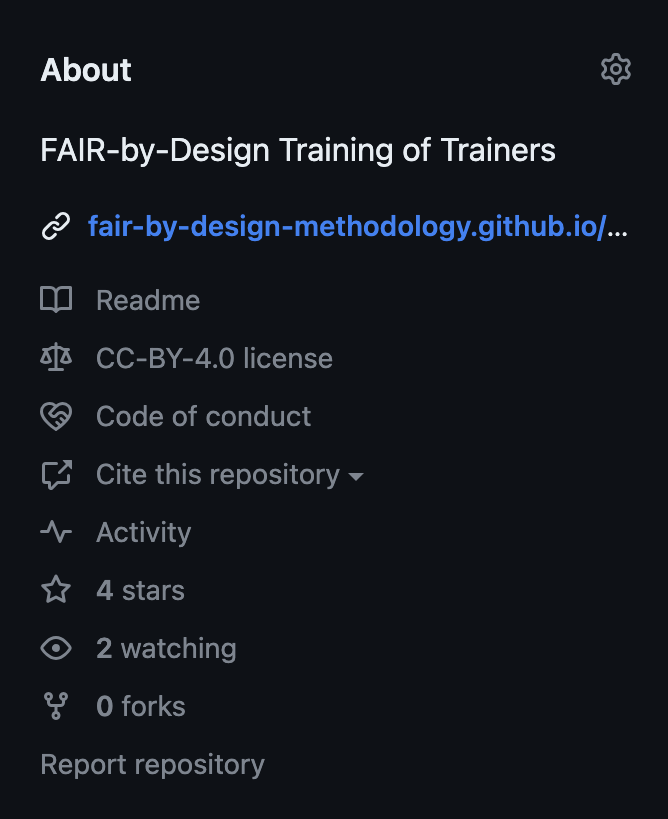 About
FAIR-by-Design Training of Trainers
fair-by-design-methodology.github.io/...
Readme
CC-BY-4.0 license
Code of conduct
Cite this repository
Activity
4 stars
2 watching
0 forks
Report repository